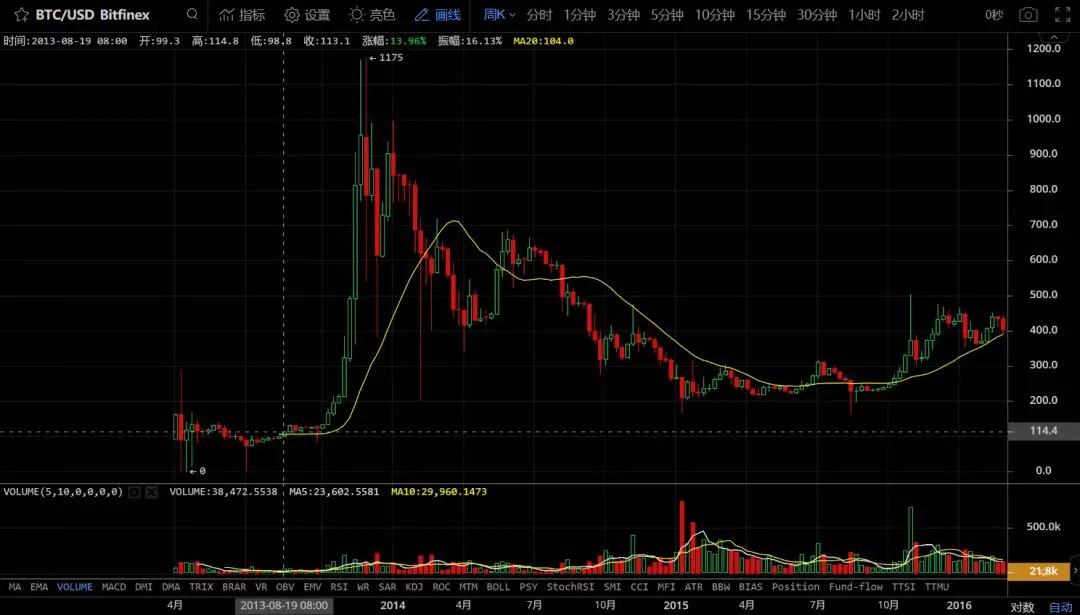 BTC/USD Bitfinex 指标 设置 亮色 画线 周K 分时 1分钟 3分钟 5分钟 10分钟 15分钟 30分钟 1小时 2小时 0秒
时间:2013-08-19 08:00 开:99.3 高:114.8 低:98.8 收:113.1 涨幅:13.96% 振幅:16.13% MA20:104.0
1200.0
←1175
1100.0
1000.0
900.0
800.0
700.0
600.0
500.0
400.0
300.0
200.0
114.4
←0
0.0
VOLUME(5,10,0,0,0,0) VOLUME:38,472.5538 MA5:23,602.5581 MA10:29,960.1473
500.0k
21.8k
MA EMA VOLUME MACD DMI DMA TRIX BRAR VR OBV EMV RSI WR SAR KDJ ROC MTM BOLL PSY StochRSI SMI CCI MFI ATR BBW BIAS Position Fund-flow TTSI TTMU
4月 2013-08-19 08:00 2014 4月 7月 10月 2015 4月 7月 10月 2016 对数 自动